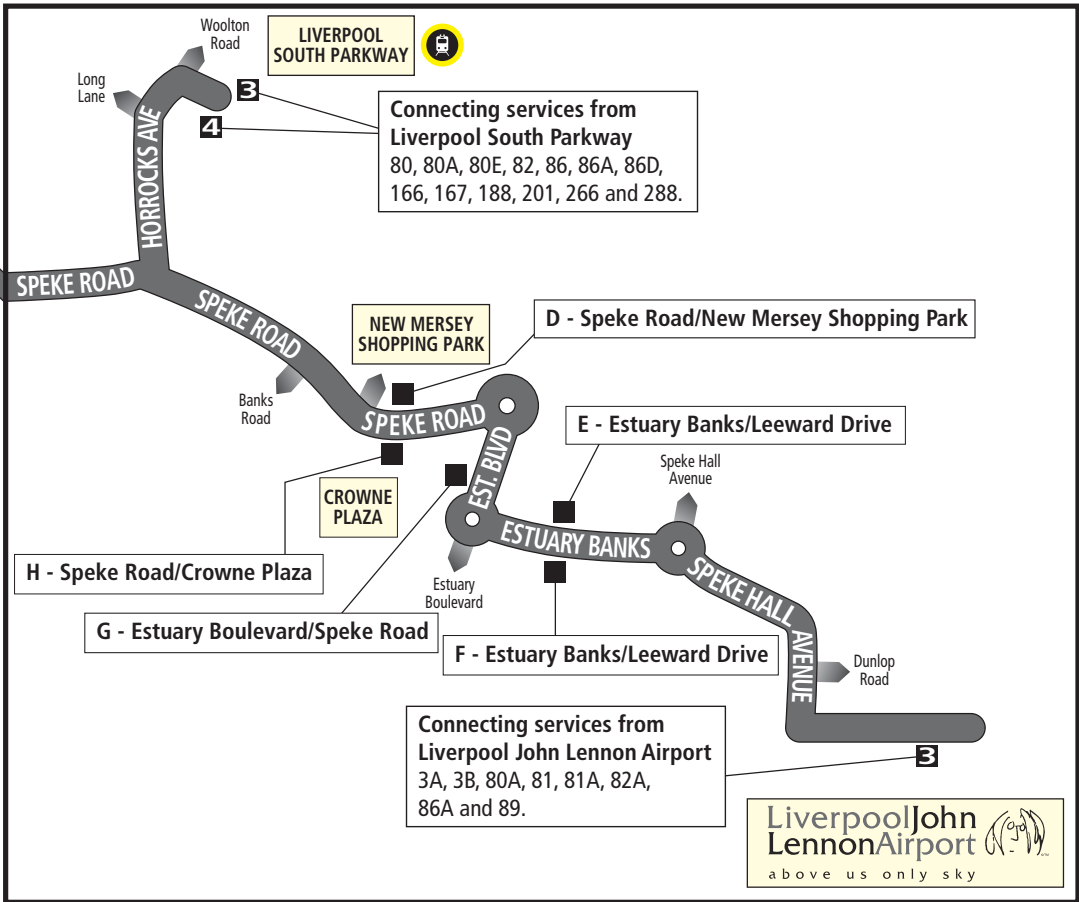 Woolton
Road
LIVERPOOL
SOUTH PARKWAY
Long
Lane
3
4
Connecting services from
Liverpool South Parkway
80, 80A, 80E, 82, 86, 86A, 86D,
166, 167, 188, 201, 266 and 288.
HORROCKS AVE
SPEKE ROAD
SPEKE ROAD
NEW MERSEY
SHOPPING PARK
D - Speke Road/New Mersey Shopping Park
Banks
Road
SPEKE ROAD
E - Estuary Banks/Leeward Drive
EST. BLVD
Speke Hall
Avenue
CROWNE
PLAZA
ESTUARY BANKS
H - Speke Road/Crowne Plaza
Estuary
Boulevard
SPEKE HALL
AVENUE
G - Estuary Boulevard/Speke Road
F - Estuary Banks/Leeward Drive
Dunlop
Road
Connecting services from
Liverpool John Lennon Airport
3A, 3B, 80A, 81, 81A, 82A,
86A and 89.
3
LiverpoolJohn
LennonAirport
above us only sky